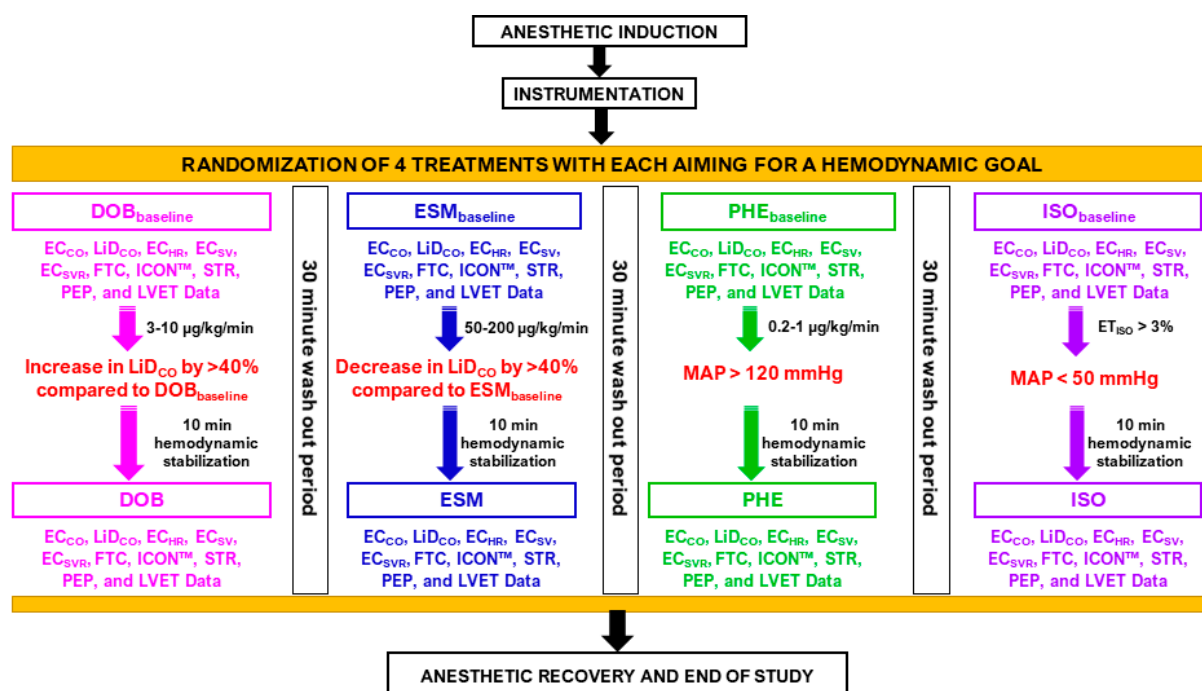 ANESTHETIC INDUCTION
INSTRUMENTATION
RANDOMIZATION OF 4 TREATMENTS WITH EACH AIMING FOR A HEMODYNAMIC GOAL
DOBbaseline
ECCO, LiDCO, ECHR, ECSV,
ECSVR, FTC, ICON™, STR,
PEP, and LVET Data
3-10 µg/kg/min
Increase in LiDCO by >40%
compared to DOBbaseline
10 min
hemodynamic
stabilization
DOB
ECCO, LiDCO, ECHR, ECSV,
ECSVR, FTC, ICON™, STR,
PEP, and LVET Data
30 minute wash out period
ESMbaseline
ECCO, LiDCO, ECHR, ECSV,
ECSVR, FTC, ICON™, STR,
PEP, and LVET Data
50-200 µg/kg/min
Decrease in LiDCO by >40%
compared to ESMbaseline
10 min
hemodynamic
stabilization
ESM
ECCO, LiDCO, ECHR, ECSV,
ECSVR, FTC, ICON™, STR,
PEP, and LVET Data
30 minute wash out period
PHEbaseline
ECCO, LiDCO, ECHR, ECSV,
ECSVR, FTC, ICON™, STR,
PEP, and LVET Data
0.2-1 µg/kg/min
MAP > 120 mmHg
10 min
hemodynamic
stabilization
PHE
ECCO, LiDCO, ECHR, ECSV,
ECSVR, FTC, ICON™, STR,
PEP, and LVET Data
30 minute wash out period
ISObaseline
ECCO, LiDCO, ECHR, ECSV,
ECSVR, FTC, ICON™, STR,
PEP, and LVET Data
ETISO > 3%
MAP < 50 mmHg
10 min
hemodynamic
stabilization
ISO
ECCO, LiDCO, ECHR, ECSV,
ECSVR, FTC, ICON™, STR,
PEP, and LVET Data
ANESTHETIC RECOVERY AND END OF STUDY